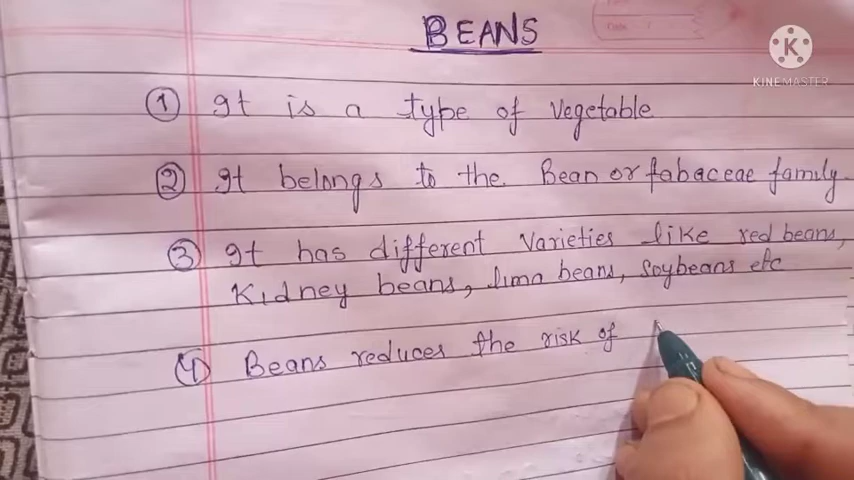 BEANS
K
KINEMASTER
1 It is a type of vegetable
2 It belongs to the Bean or fabaceae family.
3 It has different varieties like red beans,
Kidney beans, lima beans, soybeans etc
4 Beans reduces the risk of